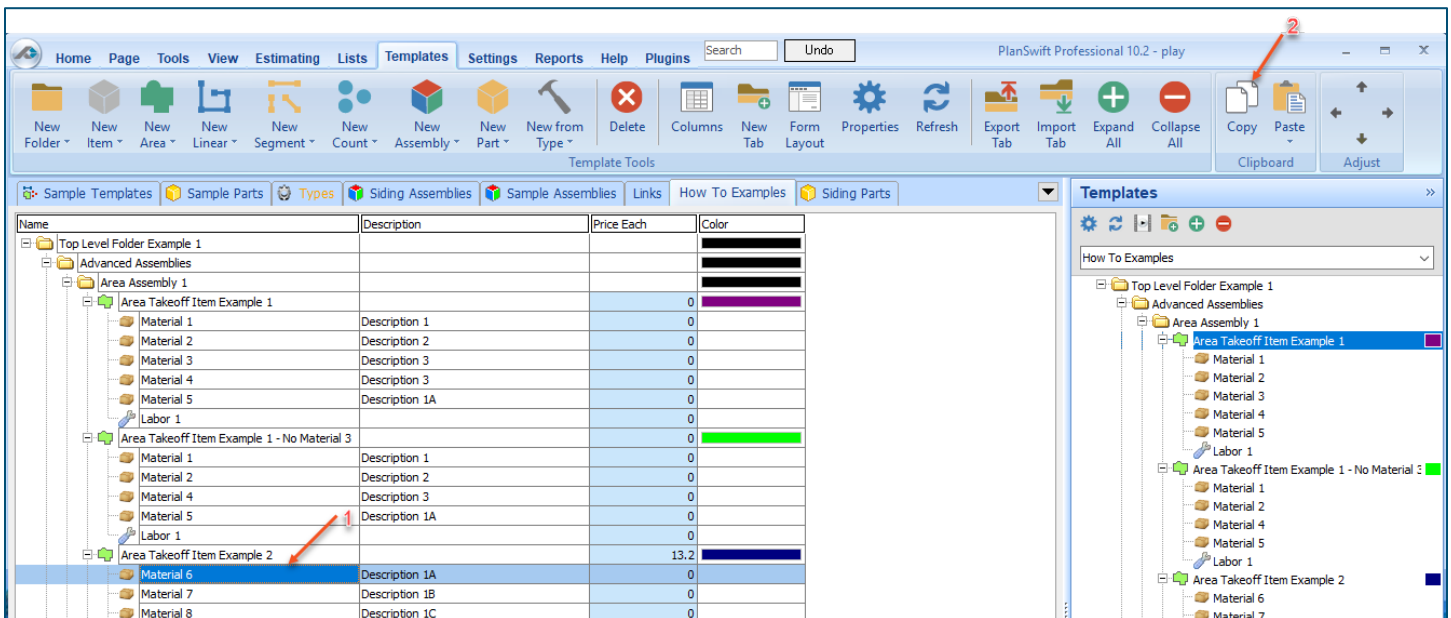 2
Home Page Tools View Estimating Lists Templates Settings Reports Help Plugins Search Undo PlanSwift Professional 10.2 - play
New Folder New Item New Area New Linear New Segment New Count New Assembly New Part New from Type Delete Columns New Tab Form Layout Properties Refresh Export Tab Import Tab Expand All Collapse All Copy Paste
Template Tools Clipboard Adjust
Sample Templates Sample Parts Types Siding Assemblies Sample Assemblies Links How To Examples Siding Parts
Name Description Price Each Color
Top Level Folder Example 1
Advanced Assemblies
Area Assembly 1
Area Takeoff Item Example 1 0
Material 1 Description 1 0
Material 2 Description 2 0
Material 3 Description 3 0
Material 4 Description 3 0
Material 5 Description 1A 0
Labor 1 0
Area Takeoff Item Example 1 - No Material 3 0
Material 1 Description 1 0
Material 2 Description 2 0
Material 4 Description 3 0
Material 5 Description 1A 0
1
Labor 1 0
Area Takeoff Item Example 2 13.2
Material 6 Description 1A 0
Material 7 Description 1B 0
Material 8 Description 1C 0
Templates »
How To Examples
Top Level Folder Example 1
Advanced Assemblies
Area Assembly 1
Area Takeoff Item Example 1
Material 1
Material 2
Material 3
Material 4
Material 5
Labor 1
Area Takeoff Item Example 1 - No Material 3
Material 1
Material 2
Material 4
Material 5
Labor 1
Area Takeoff Item Example 2
Material 6
Material 7